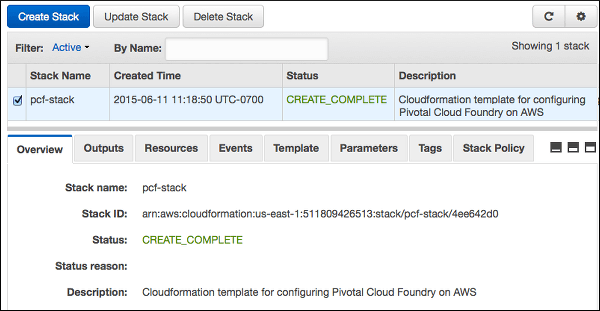 Create Stack Update Stack Delete Stack
Filter: Active By Name: Showing 1 stack
Stack Name Created Time Status Description
pcf-stack 2015-06-11 11:18:50 UTC-0700 CREATE_COMPLETE Cloudformation template for configuring
Pivotal Cloud Foundry on AWS
Overview Outputs Resources Events Template Parameters Tags Stack Policy
Stack name: pcf-stack
Stack ID: arn:aws:cloudformation:us-east-1:511809426513:stack/pcf-stack/4ee642d0
Status: CREATE_COMPLETE
Status reason:
Description: Cloudformation template for configuring Pivotal Cloud Foundry on AWS